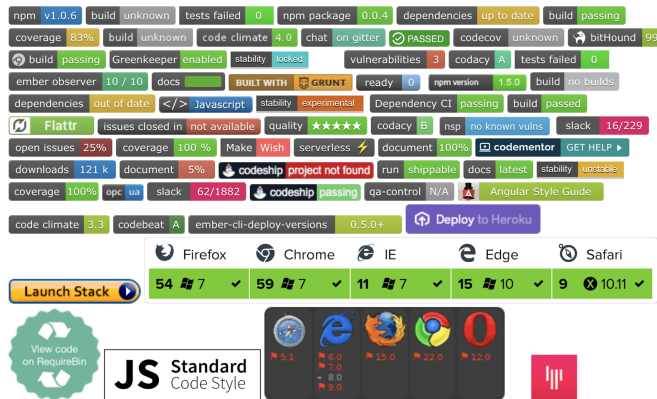 npm v1.0.6 build unknown tests failed 0 npm package 0.0.4 dependencies up to date build passing
coverage 83% build unknown code climate 4.0 chat on gitter PASSED codecov unknown bitHound 99
build passing Greenkeeper enabled stability locked vulnerabilities 3 codacy A tests failed 0
ember observer 10 / 10 docs BUILT WITH GRUNT ready 0 npm version 1.5.0 build no builds
dependencies out of date </> Javascript stability experimental Dependency CI passing build passed
Flattr issues closed in not available quality ★★★★★ codacy B nsp no known vulns slack 16/229
open issues 25% coverage 100 % Make Wish serverless ⚡ document 100% codementor GET HELP
downloads 121 k document 5% codeship project not found run shippable docs latest stability unstable
coverage 100% opc ua slack 62/1882 codeship passing qa-control N/A Angular Style Guide
code climate 3.3 codebeat A ember-cli-deploy-versions 0.5.0+ Deploy to Heroku
Firefox Chrome IE Edge Safari
54 7 ✔ 59 7 ✔ 11 7 ✔ 15 10 ✔ 9 X 10.11 ✔
Launch Stack
View code
on RequireBin
JS Standard
Code Style
5.1 6.0 15.0 22.0 12.0
7.0
8.0
9.0